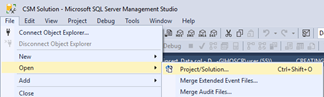 CSM Solution - Microsoft SQL Server Management Studio
File Edit View Project Debug Tools Window Help
Connect Object Explorer...
Disconnect Object Explorer
New
Open
Project/Solution... Ctrl+Shift+O
Add
Merge Extended Event Files...
Close
Merge Audit Files...